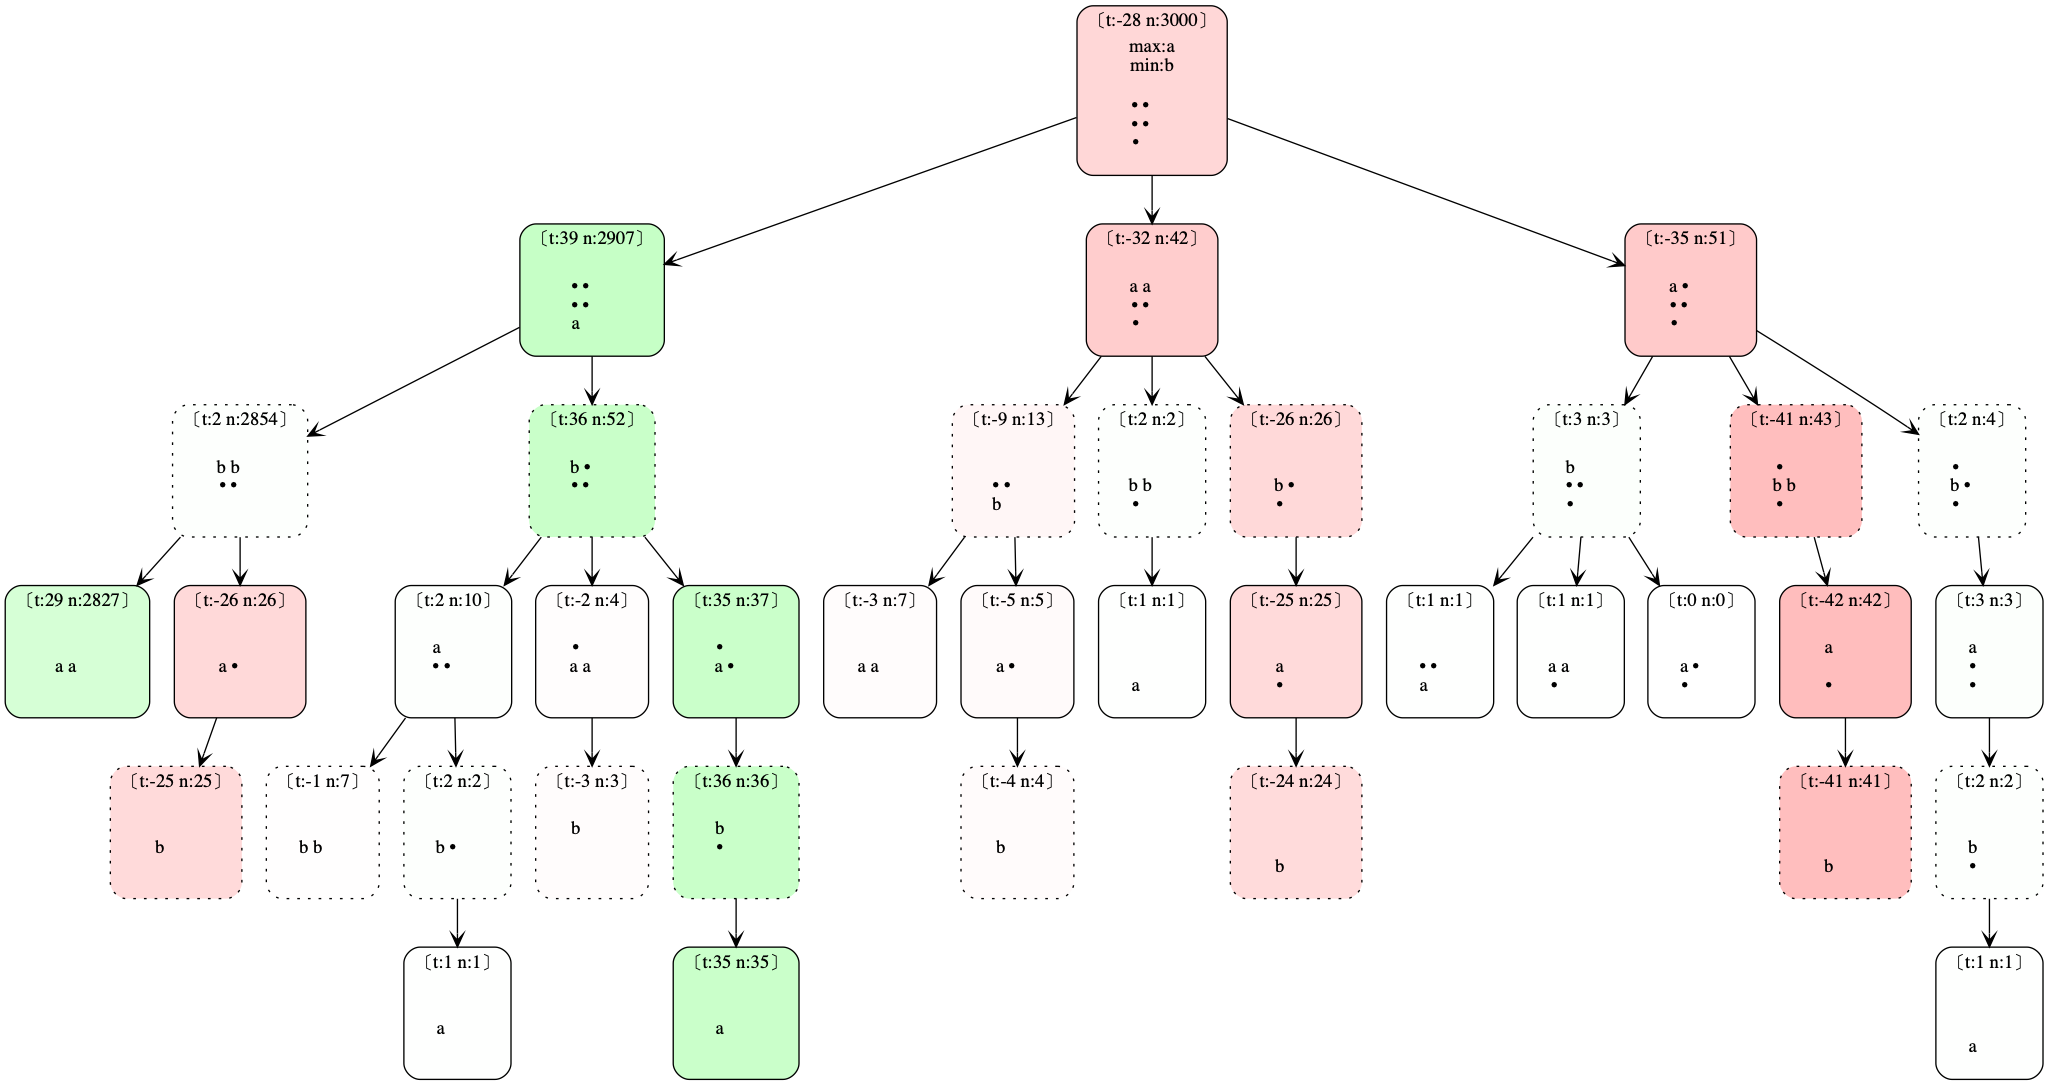 〔t:-28 n:3000〕
max:a
min:b
••
••
•
〔t:39 n:2907〕
••
••
a
〔t:-32 n:42〕
a a
••
•
〔t:-35 n:51〕
a •
••
•
〔t:2 n:2854〕
b b
••
〔t:36 n:52〕
b •
••
〔t:-9 n:13〕
••
b
〔t:2 n:2〕
b b
•
〔t:-26 n:26〕
b •
•
〔t:3 n:3〕
b
••
•
〔t:-41 n:43〕
•
b b
•
〔t:2 n:4〕
•
b •
•
〔t:29 n:2827〕
a a
〔t:-26 n:26〕
a •
〔t:2 n:10〕
a
••
〔t:-2 n:4〕
•
a a
〔t:35 n:37〕
•
a •
〔t:-3 n:7〕
a a
〔t:-5 n:5〕
a •
〔t:1 n:1〕
a
〔t:-25 n:25〕
a
•
〔t:1 n:1〕
••
a
〔t:1 n:1〕
a a
•
〔t:0 n:0〕
a •
•
〔t:-42 n:42〕
a
•
〔t:3 n:3〕
a
•
•
〔t:-25 n:25〕
b
〔t:-1 n:7〕
b b
〔t:2 n:2〕
b •
〔t:-3 n:3〕
b
〔t:36 n:36〕
b
•
〔t:-4 n:4〕
b
〔t:-24 n:24〕
b
〔t:-41 n:41〕
b
〔t:2 n:2〕
b
•
〔t:1 n:1〕
a
〔t:35 n:35〕
a
〔t:1 n:1〕
a